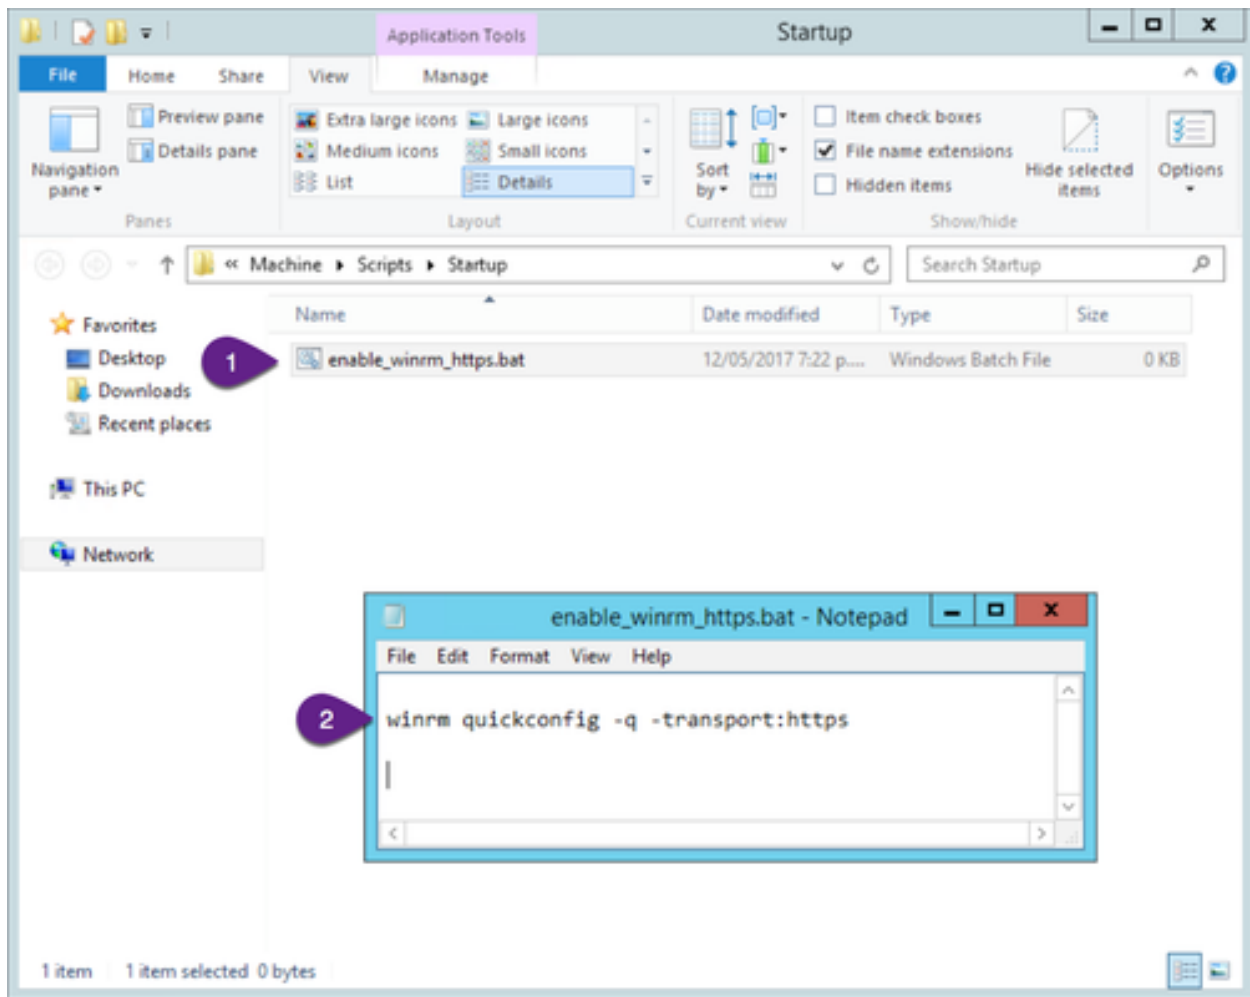 Application Tools
Startup
File Home Share View Manage
Navigation pane
Preview pane
Details pane
Panes
Extra large icons Large icons
Medium icons Small icons
List Details
Layout
Sort by
Current view
Item check boxes
File name extensions
Hidden items
Hide selected items
Show/hide
Options
« Machine Scripts Startup
Search Startup
Favorites
Desktop
Downloads
Recent places
This PC
Network
Name Date modified Type Size
1
enable_winrm_https.bat 12/05/2017 7:22 p.... Windows Batch File 0 KB
enable_winrm_https.bat - Notepad
File Edit Format View Help
2
winrm quickconfig -q -transport:https
1 item 1 item selected 0 bytes